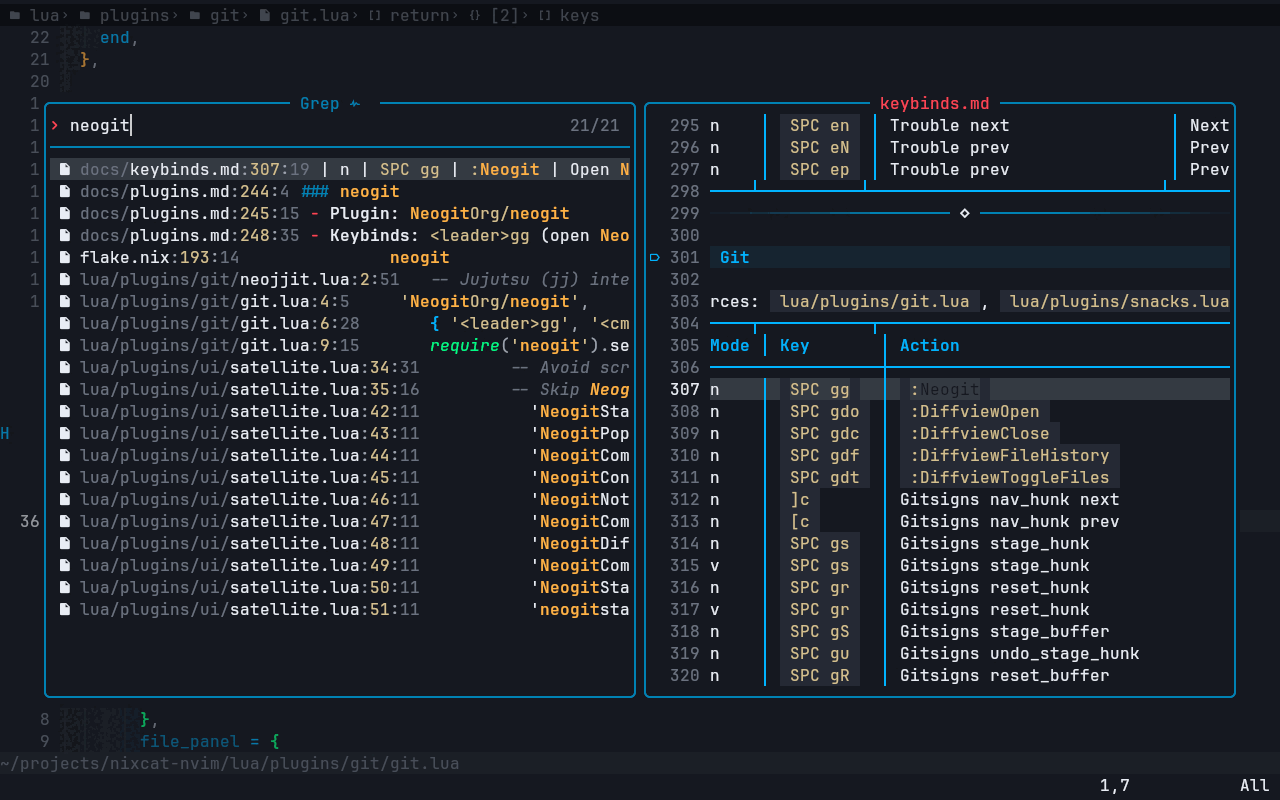 lua› plugins› git› git.lua› [] return› {} [2]› [] keys
22 end,
21 },
20
Grep
keybinds.md
> neogit 21/21
docs/keybinds.md:307:19 | n | SPC gg | :Neogit | Open N
docs/plugins.md:244:4 ### neogit
docs/plugins.md:245:15 - Plugin: NeogitOrg/neogit
docs/plugins.md:248:35 - Keybinds: <leader>gg (open Neo
flake.nix:193:14 neogit
lua/plugins/git/neojjit.lua:2:51 -- Jujutsu (jj) inte
lua/plugins/git/git.lua:4:5 'NeogitOrg/neogit',
lua/plugins/git/git.lua:6:28 { '<leader>gg', '<cm
lua/plugins/git/git.lua:9:15 require('neogit').se
lua/plugins/ui/satellite.lua:34:31 -- Avoid scr
lua/plugins/ui/satellite.lua:35:16 -- Skip Neog
lua/plugins/ui/satellite.lua:42:11 'NeogitSta
lua/plugins/ui/satellite.lua:43:11 'NeogitPop
lua/plugins/ui/satellite.lua:44:11 'NeogitCom
lua/plugins/ui/satellite.lua:45:11 'NeogitCon
lua/plugins/ui/satellite.lua:46:11 'NeogitNot
lua/plugins/ui/satellite.lua:47:11 'NeogitCom
lua/plugins/ui/satellite.lua:48:11 'NeogitDif
lua/plugins/ui/satellite.lua:49:11 'NeogitCom
lua/plugins/ui/satellite.lua:50:11 'NeogitSta
lua/plugins/ui/satellite.lua:51:11 'neogitsta
1
1
1
1
1
1
1
1
1
1
H
36
295 n SPC en Trouble next Next
296 n SPC eN Trouble prev Prev
297 n SPC ep Trouble prev Prev
298
299
300
301 Git
302
303 rces: lua/plugins/git.lua , lua/plugins/snacks.lua
304
305 Mode Key Action
306
307 n SPC gg :Neogit
308 n SPC gdo :DiffviewOpen
309 n SPC gdc :DiffviewClose
310 n SPC gdf :DiffviewFileHistory
311 n SPC gdt :DiffviewToggleFiles
312 n ]c Gitsigns nav_hunk next
313 n [c Gitsigns nav_hunk prev
314 n SPC gs Gitsigns stage_hunk
315 v SPC gs Gitsigns stage_hunk
316 n SPC gr Gitsigns reset_hunk
317 v SPC gr Gitsigns reset_hunk
318 n SPC gS Gitsigns stage_buffer
319 n SPC gu Gitsigns undo_stage_hunk
320 n SPC gR Gitsigns reset_buffer
8 },
9 file_panel = {
~/projects/nixcat-nvim/lua/plugins/git/git.lua
1,7 All